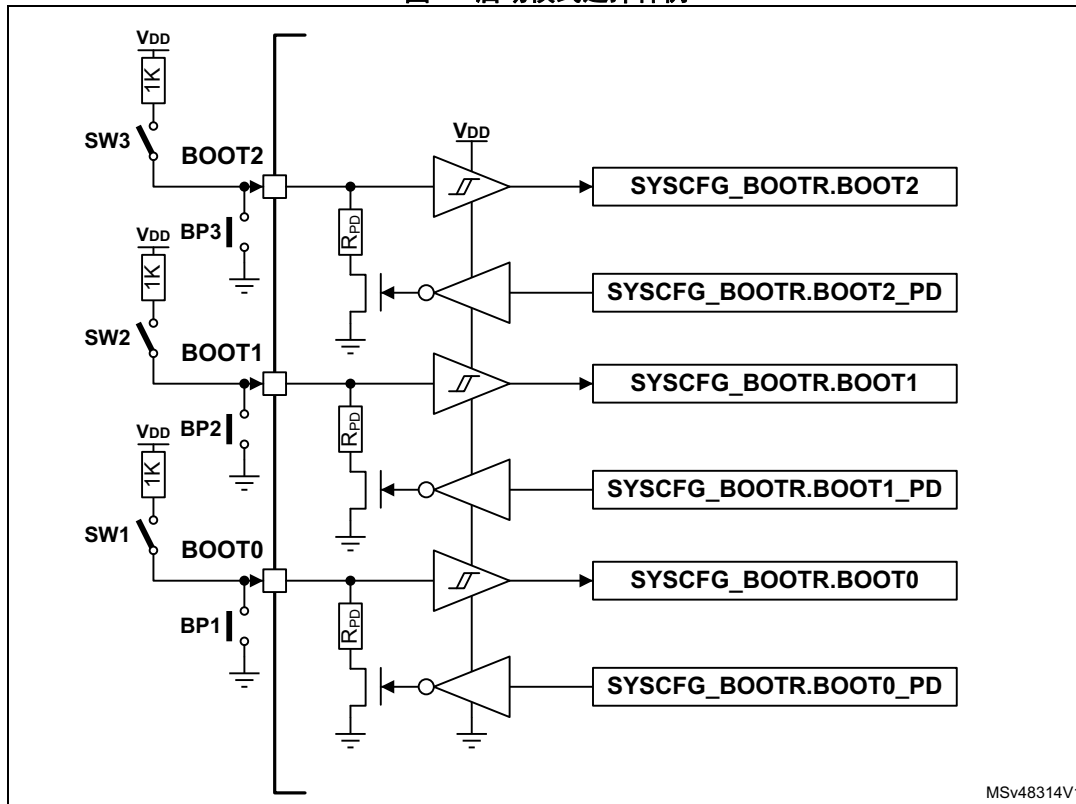 VDD
1K
SW3
BOOT2
VDD
SYSCFG_BOOTR.BOOT2
RPD
BP3
SYSCFG_BOOTR.BOOT2_PD
VDD
1K
SW2
BOOT1
SYSCFG_BOOTR.BOOT1
RPD
BP2
SYSCFG_BOOTR.BOOT1_PD
VDD
1K
SW1
BOOT0
SYSCFG_BOOTR.BOOT0
RPD
BP1
SYSCFG_BOOTR.BOOT0_PD
MSv48314V1